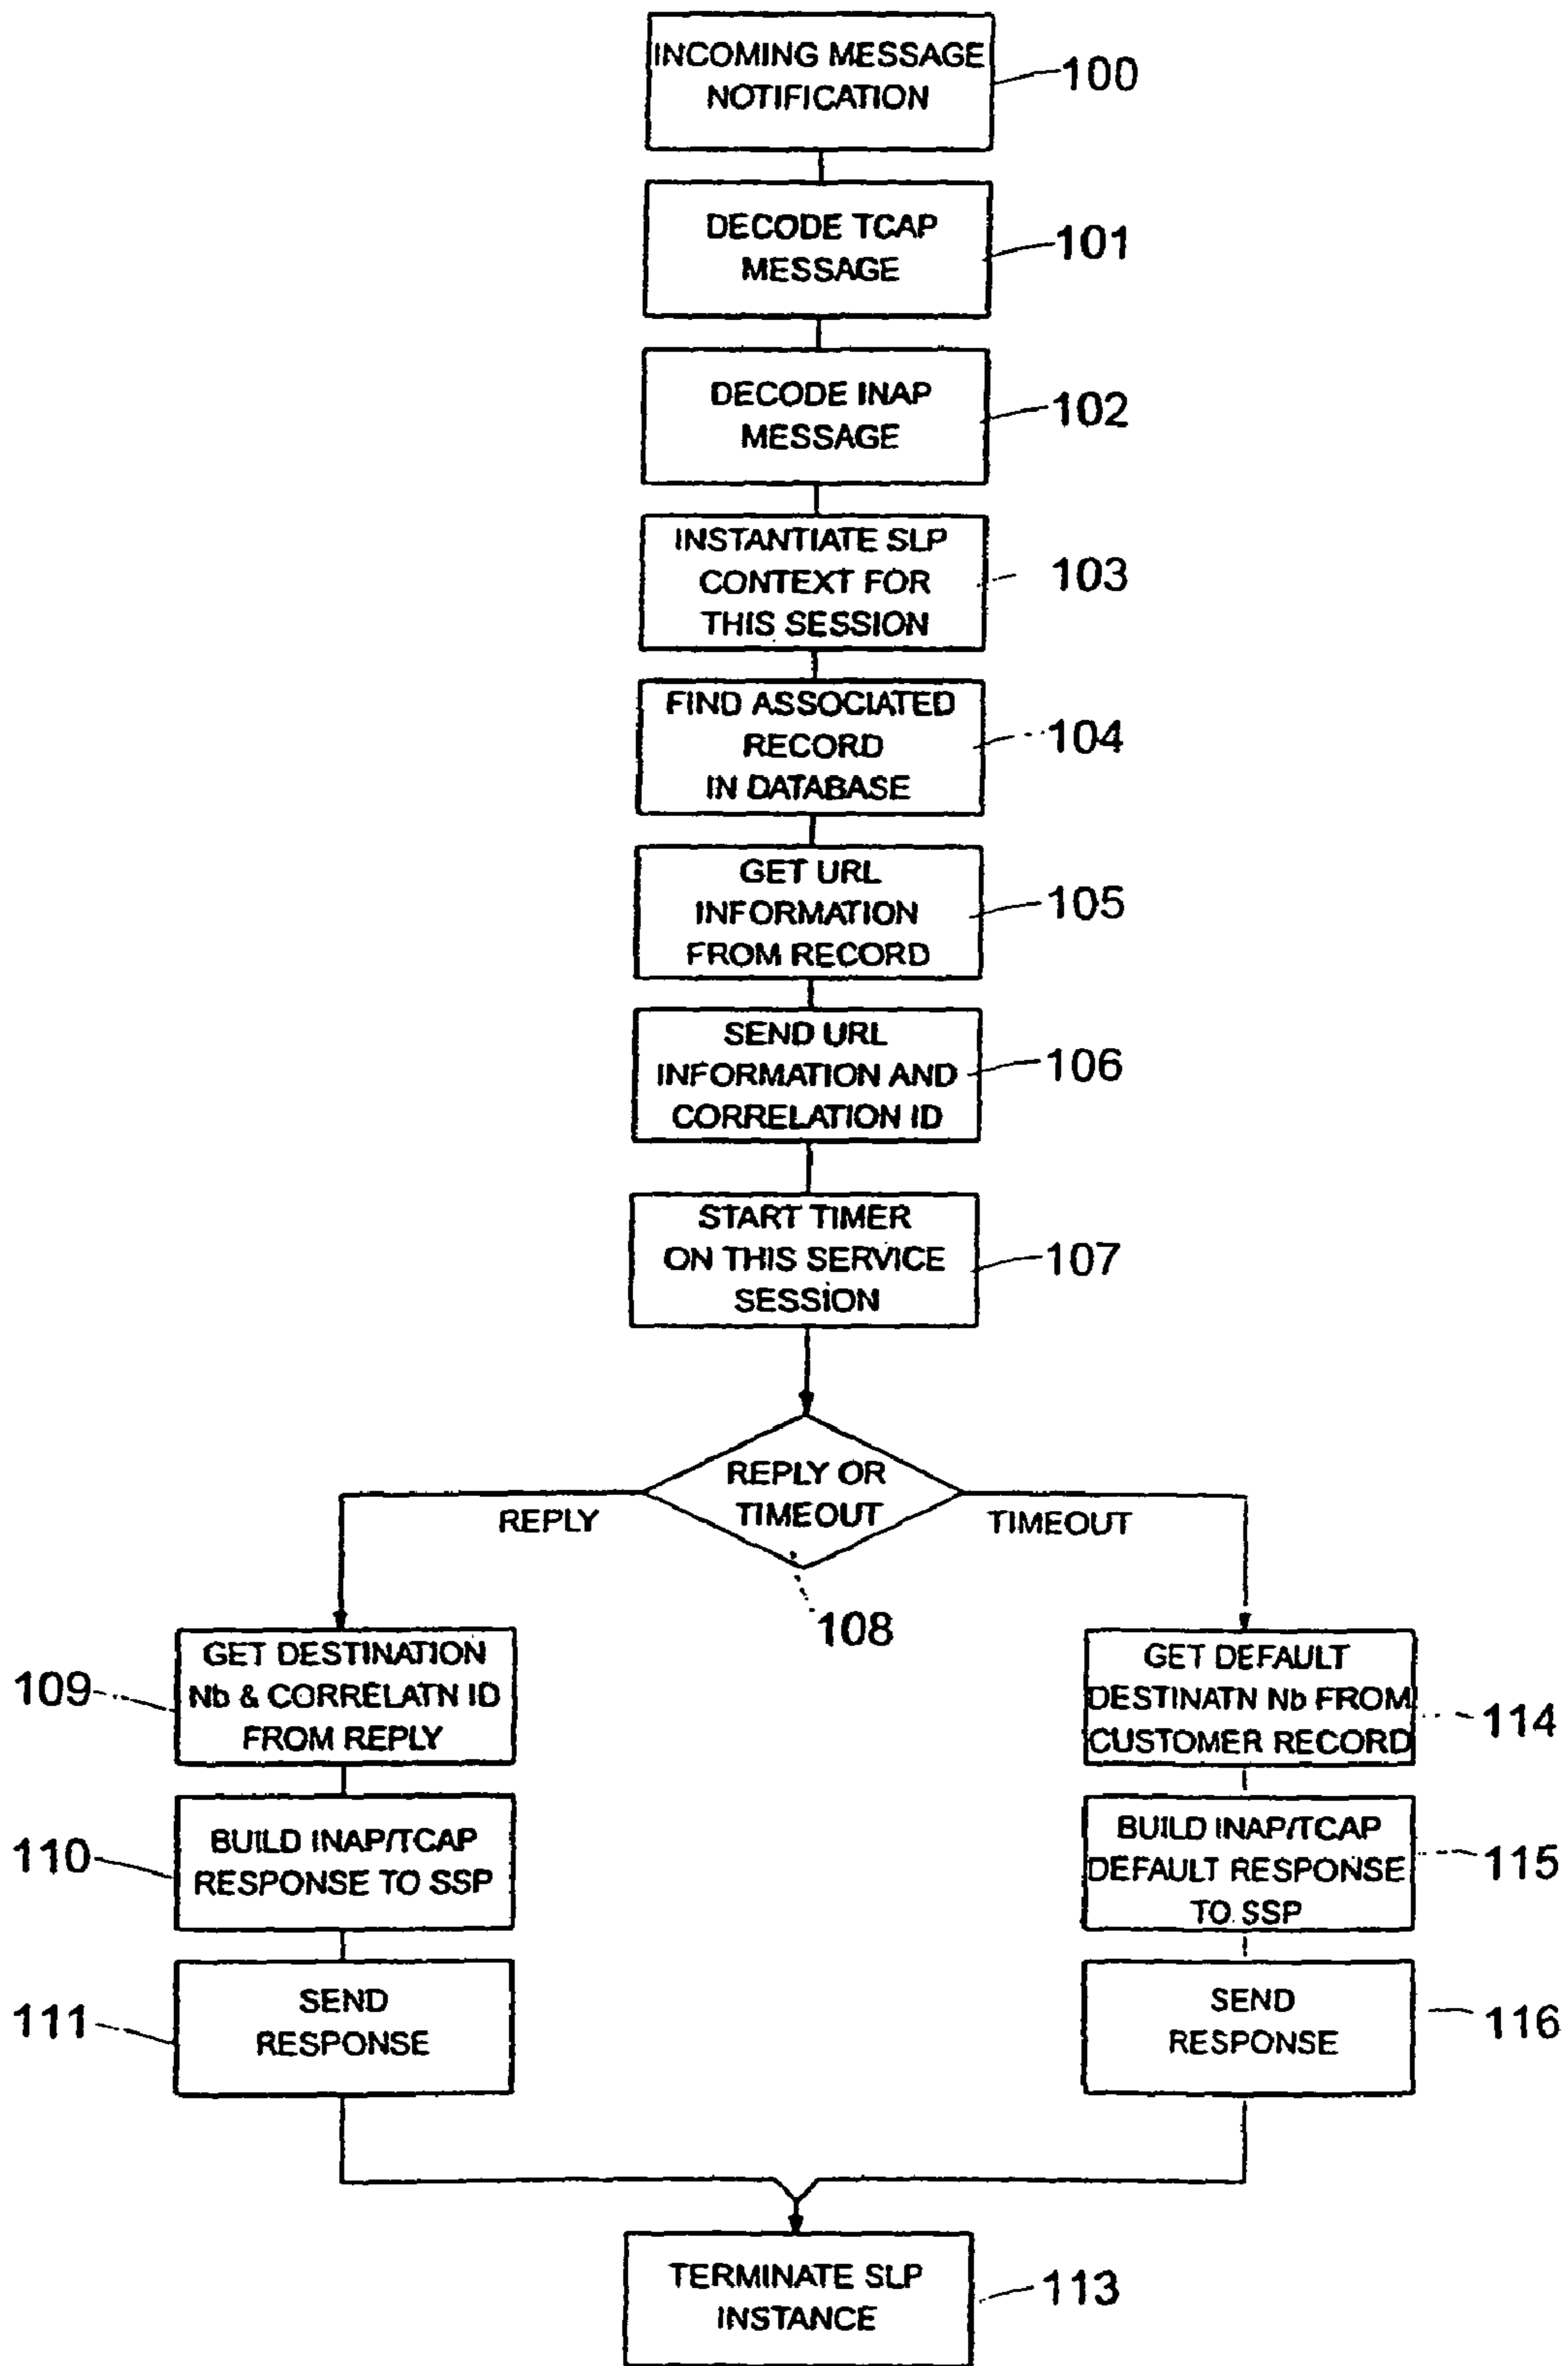 INCOMING MESSAGE
NOTIFICATION
100
DECODE TCAP
MESSAGE
101
DECODE INAP
MESSAGE
102
INSTANTIATE SLP
CONTEXT FOR
THIS SESSION
103
FIND ASSOCIATED
RECORD
IN DATABASE
104
GET URL
INFORMATION
FROM RECORD
105
SEND URL
INFORMATION AND
CORRELATION ID
106
START TIMER
ON THIS SERVICE
SESSION
107
REPLY OR
TIMEOUT
REPLY
TIMEOUT
108
GET DESTINATION
Nb & CORRELATN ID
FROM REPLY
109
GET DEFAULT
DESTINATN Nb FROM
CUSTOMER RECORD
114
BUILD INAP/TCAP
RESPONSE TO SSP
110
BUILD INAP/TCAP
DEFAULT RESPONSE
TO SSP
115
SEND
RESPONSE
111
SEND
RESPONSE
116
TERMINATE SLP
INSTANCE
113